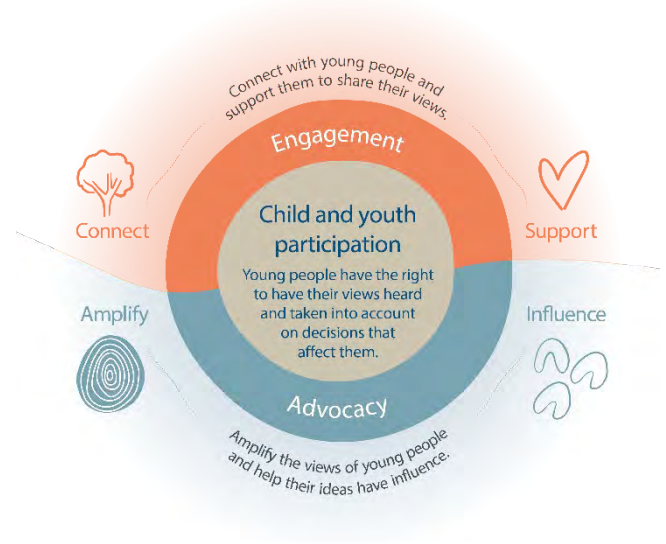 Connect with young people and
support them to share their views.
Engagement
Connect
Support
Child and youth
participation
Young people have the right
to have their views heard
and taken into account
on decisions that
affect them.
Amplify
Influence
Advocacy
Amplify the views of young people
and help their ideas have influence.